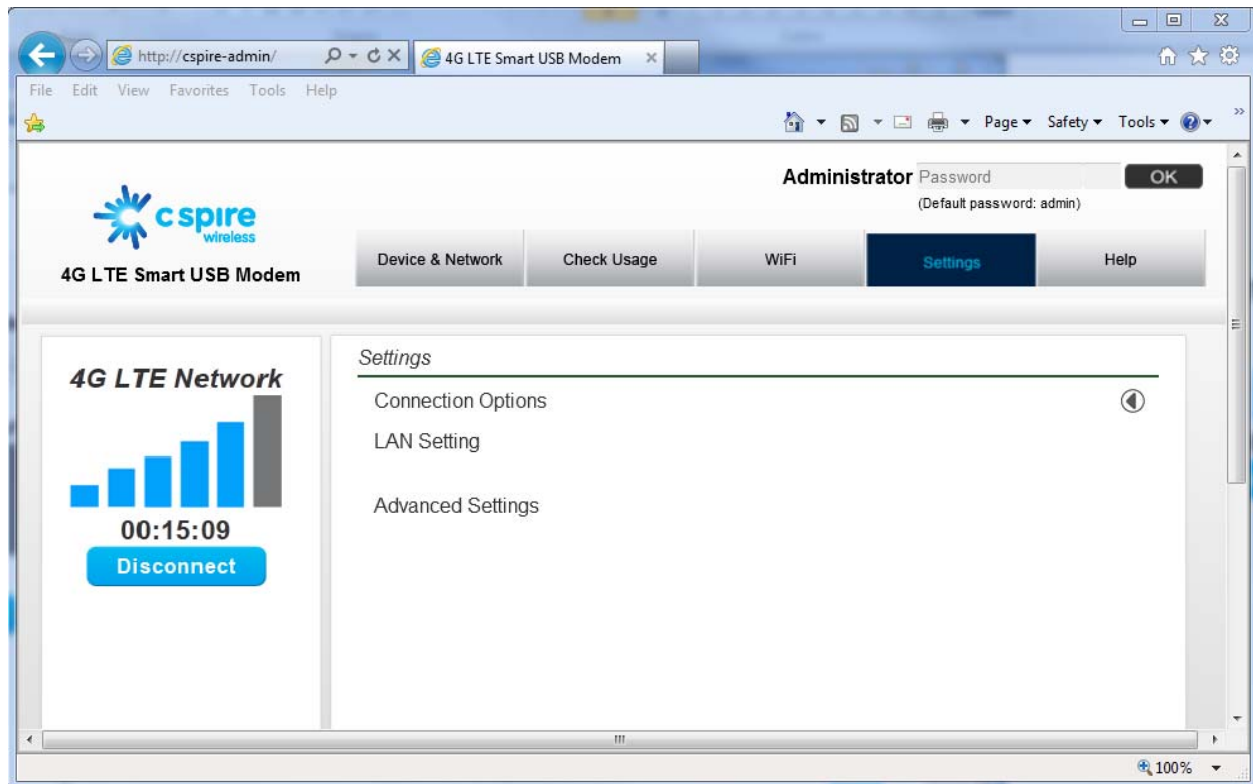 http://cspire-admin/
4G LTE Smart USB Modem
File Edit View Favorites Tools Help
Page Safety Tools
Administrator Password OK
(Default password: admin)
c spire
wireless
4G LTE Smart USB Modem
Device & Network Check Usage WiFi Settings Help
4G LTE Network
00:15:09
Disconnect
Settings
Connection Options
LAN Setting
Advanced Settings
100%